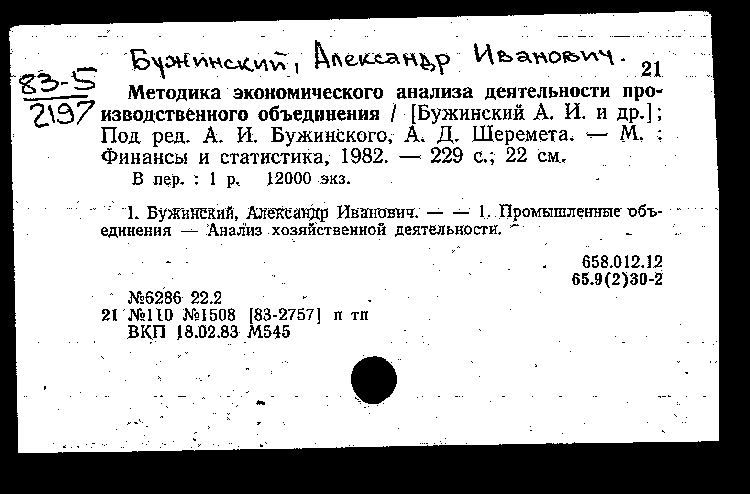 Бужинский, Александр Иванович.
21
83-5
2197
Методика экономического анализа деятельности про-
изводственного объединения / [Бужинский А. И. и др.];
Под ред. А. И. Бужинского, А. Д. Шеремета. — М. :
Финансы и статистика, 1982. — 229 с.; 22 см.
В пер. : 1 р. 12000 экз.
1. Бужинский, Александр Иванович. — — 1. Промышленные объ-
единения — Анализ хозяйственной деятельности.
658.012.12
65.9(2)30-2
№6286 22.2
21 №110 №1508 [83-2757] п тп
ВКП 18.02.83 М545